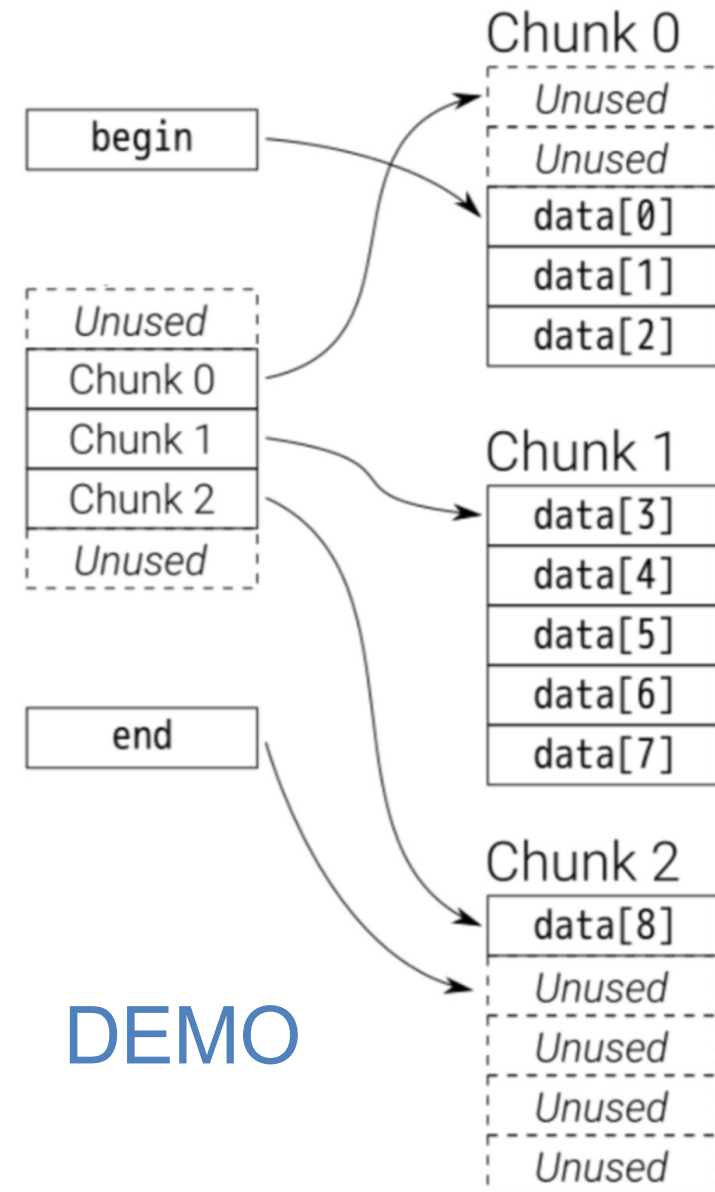 begin
Unused
Chunk 0
Chunk 1
Chunk 2
Unused
end
DEMO
Chunk 0
Unused
Unused
data[0]
data[1]
data[2]
Chunk 1
data[3]
data[4]
data[5]
data[6]
data[7]
Chunk 2
data[8]
Unused
Unused
Unused
Unused